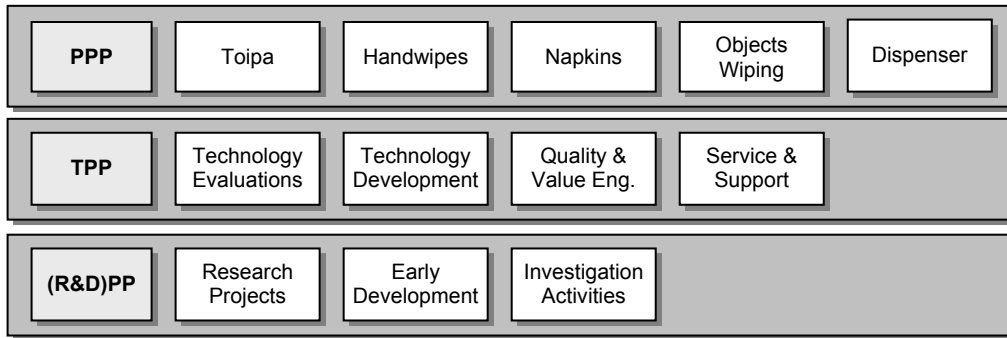 PPP
Toipa
Handwipes
Napkins
Objects
Wiping
Dispenser
TPP
Technology
Evaluations
Technology
Development
Quality &
Value Eng.
Service &
Support
(R&D)PP
Research
Projects
Early
Development
Investigation
Activities